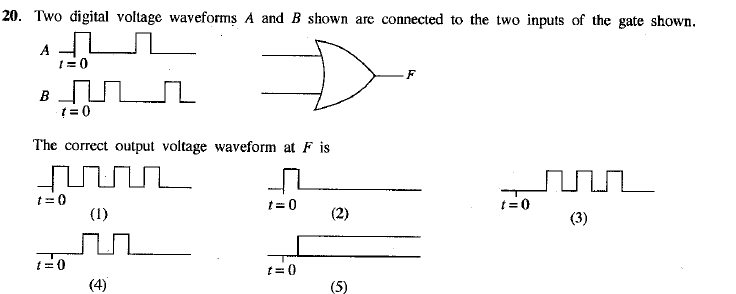 20. Two digital voltage waveforms A and B shown are connected to the two inputs of the gate shown.
A
t = 0
F
B
t = 0
The correct output voltage waveform at F is
t = 0
(1)
t = 0
(2)
t = 0
(3)
t = 0
(4)
t = 0
(5)